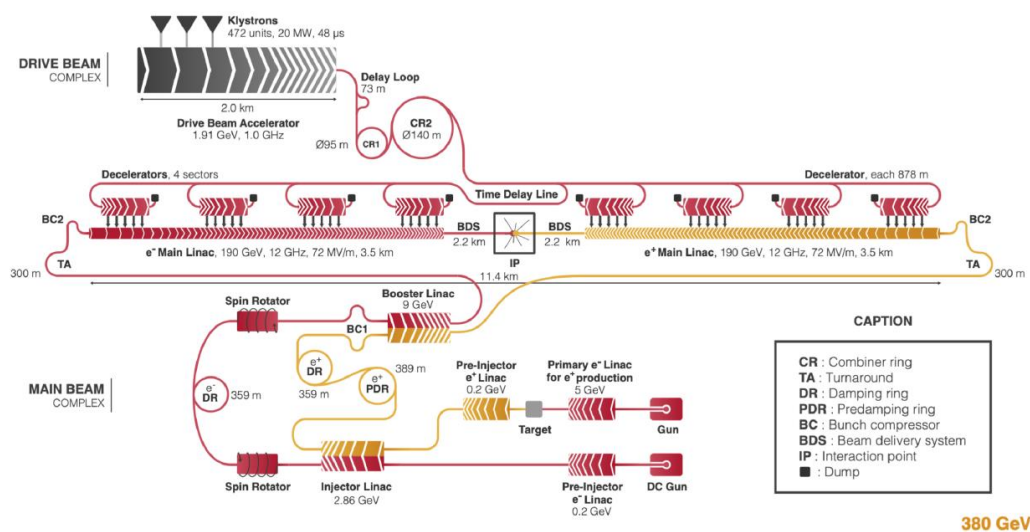 Klystrons
472 units, 20 MW, 48 µs
DRIVE BEAM
COMPLEX
2.0 km
Drive Beam Accelerator
1.91 GeV, 1.0 GHz
Delay Loop
73 m
CR2
Ø140 m
Ø95 m
CR1
Decelerators, 4 sectors
Time Delay Line
Decelerator, each 878 m
BC2
BDS
2.2 km
IP
BDS
2.2 km
BC2
e⁻ Main Linac, 190 GeV, 12 GHz, 72 MV/m, 3.5 km
e⁺ Main Linac, 190 GeV, 12 GHz, 72 MV/m, 3.5 km
TA
300 m
11.4 km
TA
300 m
Spin Rotator
Booster Linac
9 GeV
BC1
MAIN BEAM
COMPLEX
e⁻
DR
359 m
e⁺
DR
359 m
e⁺
PDR
389 m
Pre-Injector
e⁺ Linac
0.2 GeV
Primary e⁻ Linac
for e⁺ production
5 GeV
Target
Gun
Spin Rotator
Injector Linac
2.86 GeV
Pre-Injector
e⁻ Linac
0.2 GeV
DC Gun
CAPTION
CR : Combiner ring
TA : Turnaround
DR : Damping ring
PDR : Predamping ring
BC : Bunch compressor
BDS : Beam delivery system
IP : Interaction point
: Dump
380 GeV